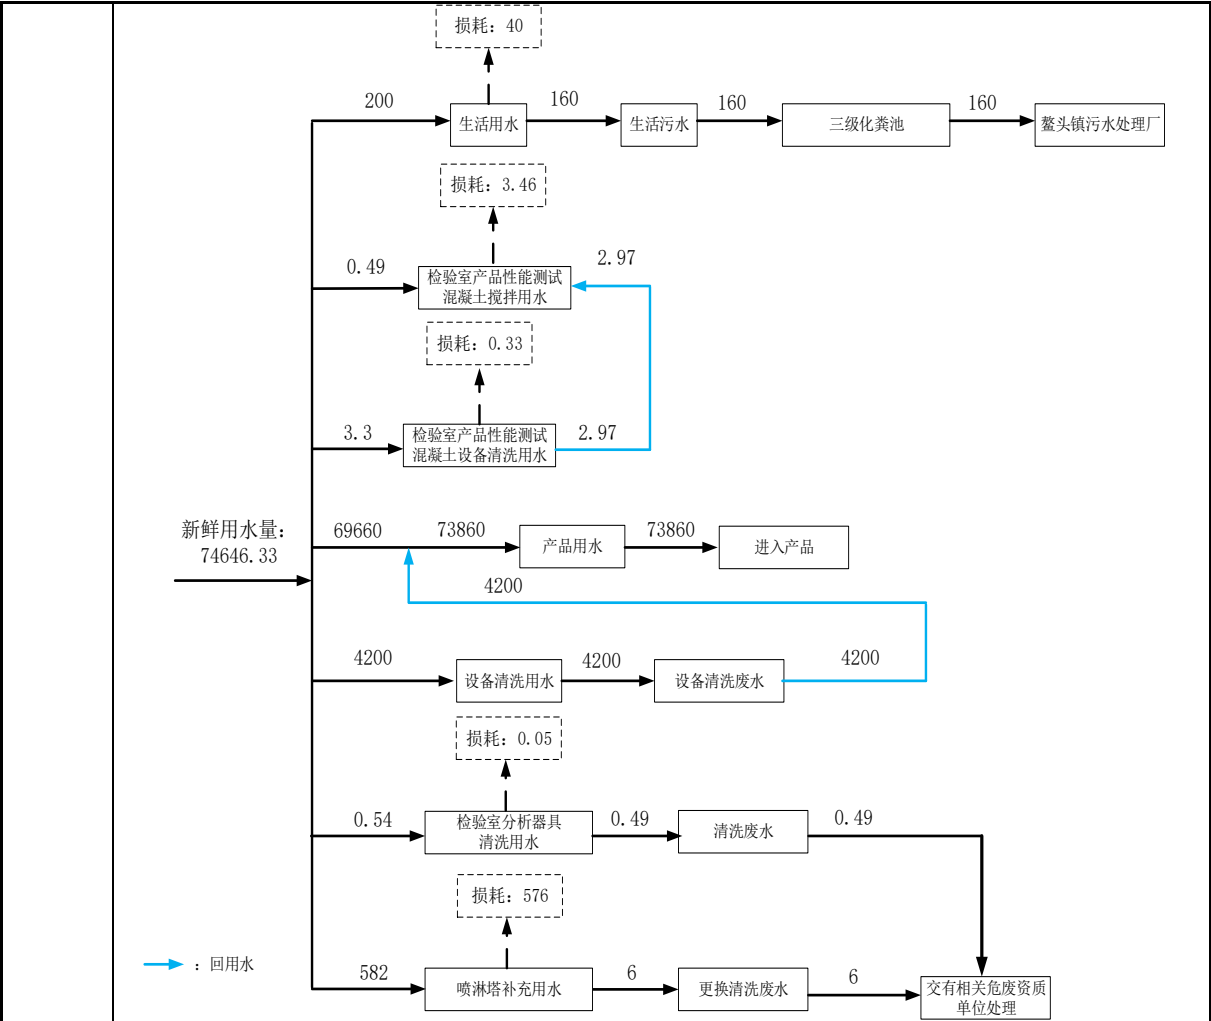 损耗：40
200
生活用水
160
生活污水
160
三级化粪池
160
鳌头镇污水处理厂
损耗：3.46
0.49
检验室产品性能测试
混凝土搅拌用水
2.97
损耗：0.33
3.3
检验室产品性能测试
混凝土设备清洗用水
2.97
新鲜用水量：
74646.33
69660
73860
产品用水
73860
进入产品
4200
4200
设备清洗用水
4200
设备清洗废水
4200
损耗：0.05
0.54
检验室分析器具
清洗用水
0.49
清洗废水
0.49
损耗：576
582
喷淋塔补充用水
6
更换清洗废水
6
交有相关危废资质
单位处理
：回用水